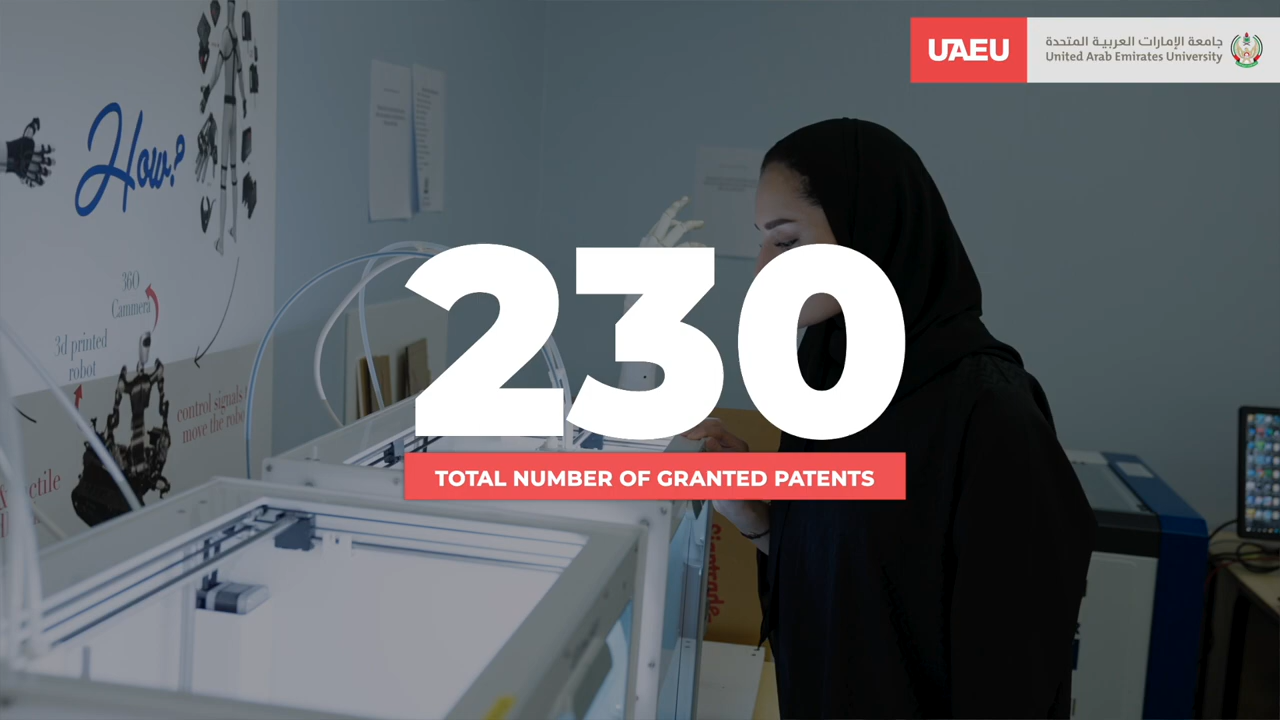 UAEU
جامعة الإمارات العربية المتحدة
United Arab Emirates University
How?
360
Cammera
3d printed
robot
control signals
move the robo
ctile
230
TOTAL NUMBER OF GRANTED PATENTS